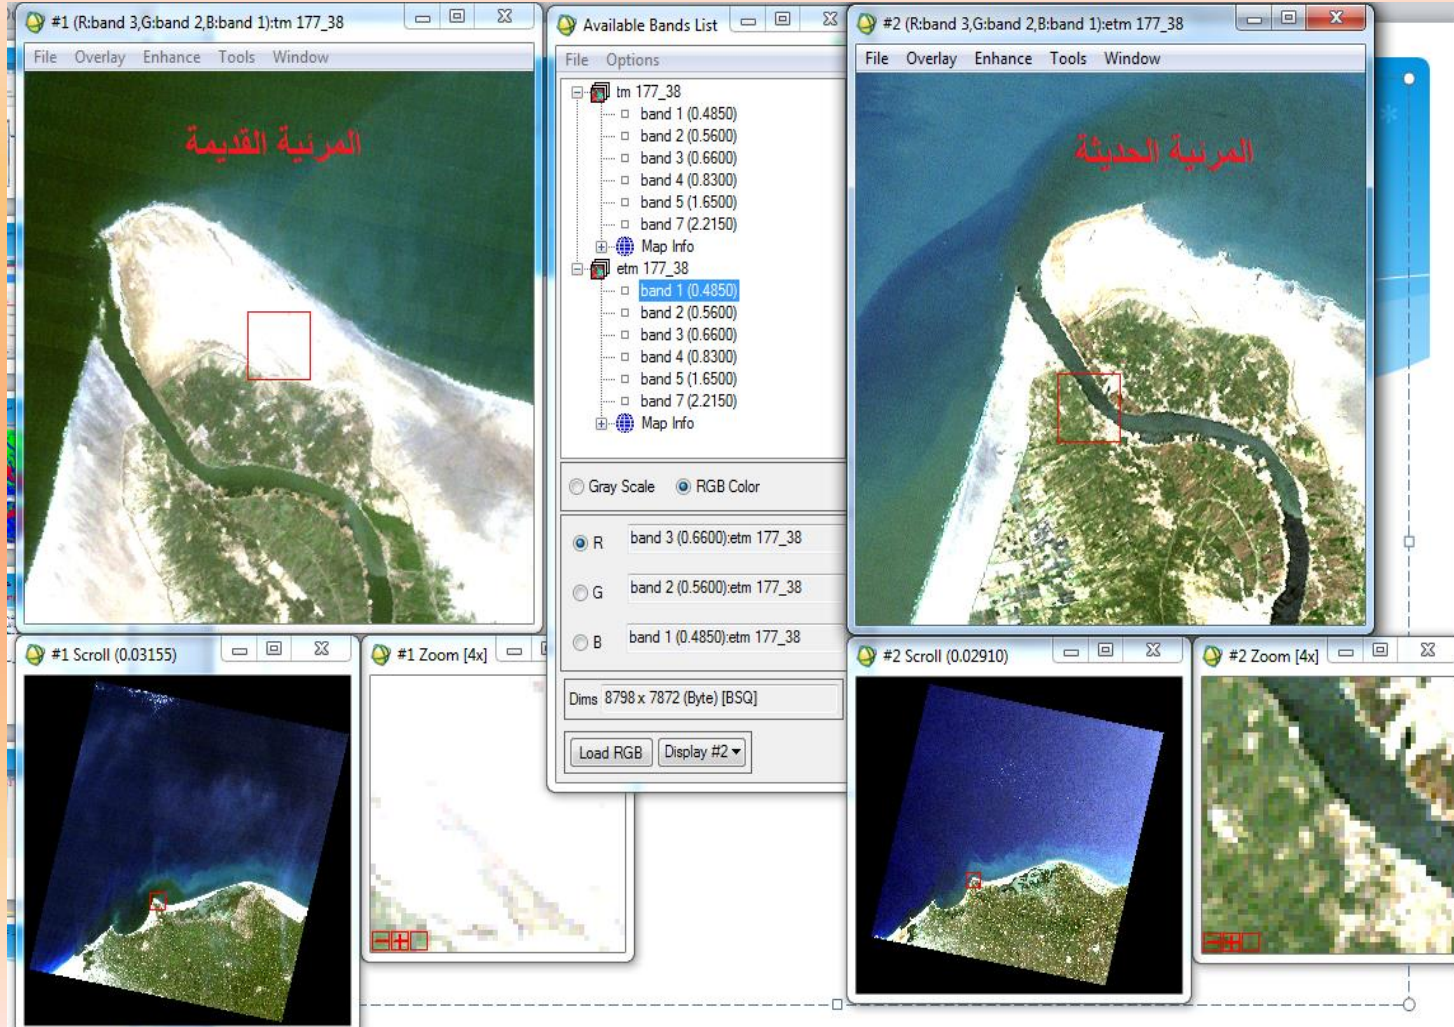 #1 (R:band 3,G:band 2,B:band 1):tm 177_38
File Overlay Enhance Tools Window
المرئية القديمة
Available Bands List
File Options
tm 177_38
band 1 (0.4850)
band 2 (0.5600)
band 3 (0.6600)
band 4 (0.8300)
band 5 (1.6500)
band 7 (2.2150)
Map Info
etm 177_38
band 1 (0.4850)
band 2 (0.5600)
band 3 (0.6600)
band 4 (0.8300)
band 5 (1.6500)
band 7 (2.2150)
Map Info
Gray Scale RGB Color
R band 3 (0.6600):etm 177_38
G band 2 (0.5600):etm 177_38
B band 1 (0.4850):etm 177_38
Dims 8798 x 7872 (Byte) [BSQ]
Load RGB Display #2
#2 (R:band 3,G:band 2,B:band 1):etm 177_38
File Overlay Enhance Tools Window
المرئية الحديثة
#1 Scroll (0.03155)
#1 Zoom [4x]
#2 Scroll (0.02910)
#2 Zoom [4x]